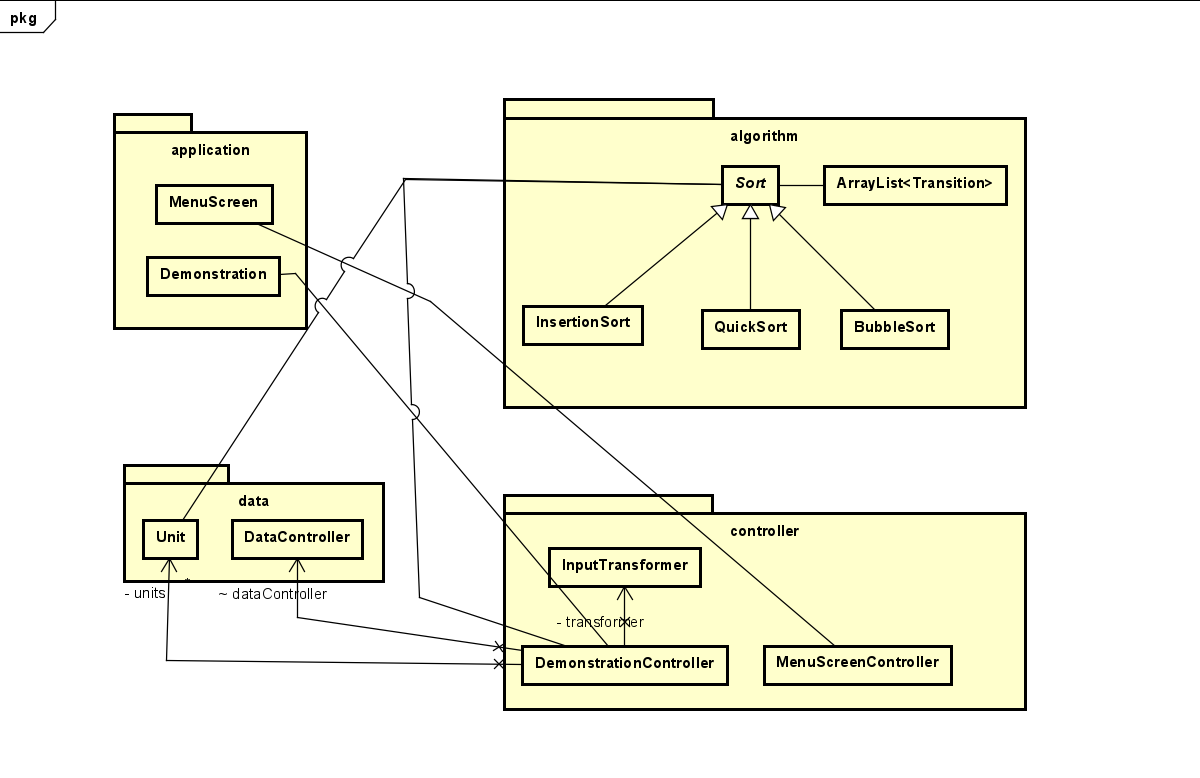 pkg
application
MenuScreen
Demonstration
algorithm
Sort
ArrayList<Transition>
InsertionSort
QuickSort
BubbleSort
data
Unit
DataController
- units
*
~ dataController
controller
InputTransformer
- transformer
DemonstrationController
MenuScreenController